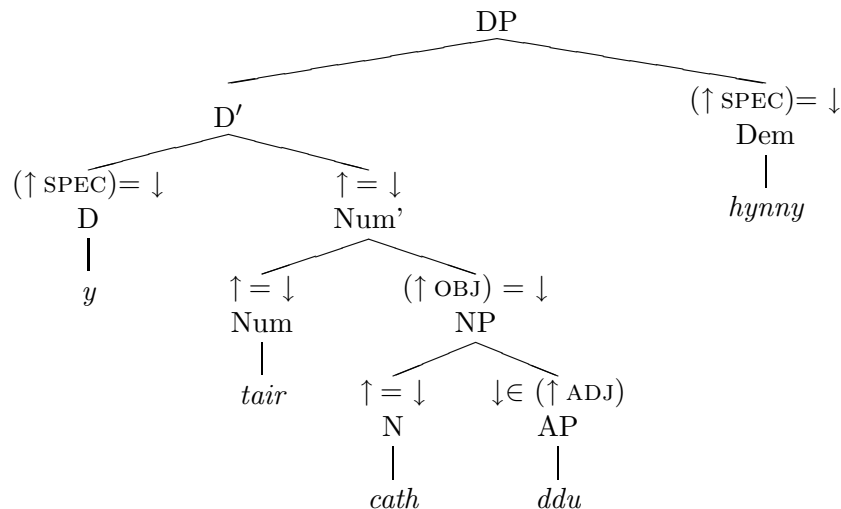 DP
D′
(↑ SPEC)= ↓
Dem
hynny
(↑ SPEC)= ↓
D
y
↑ = ↓
Num'
↑ = ↓
Num
tair
(↑ OBJ) = ↓
NP
↑ = ↓
N
cath
↓∈ (↑ ADJ)
AP
ddu